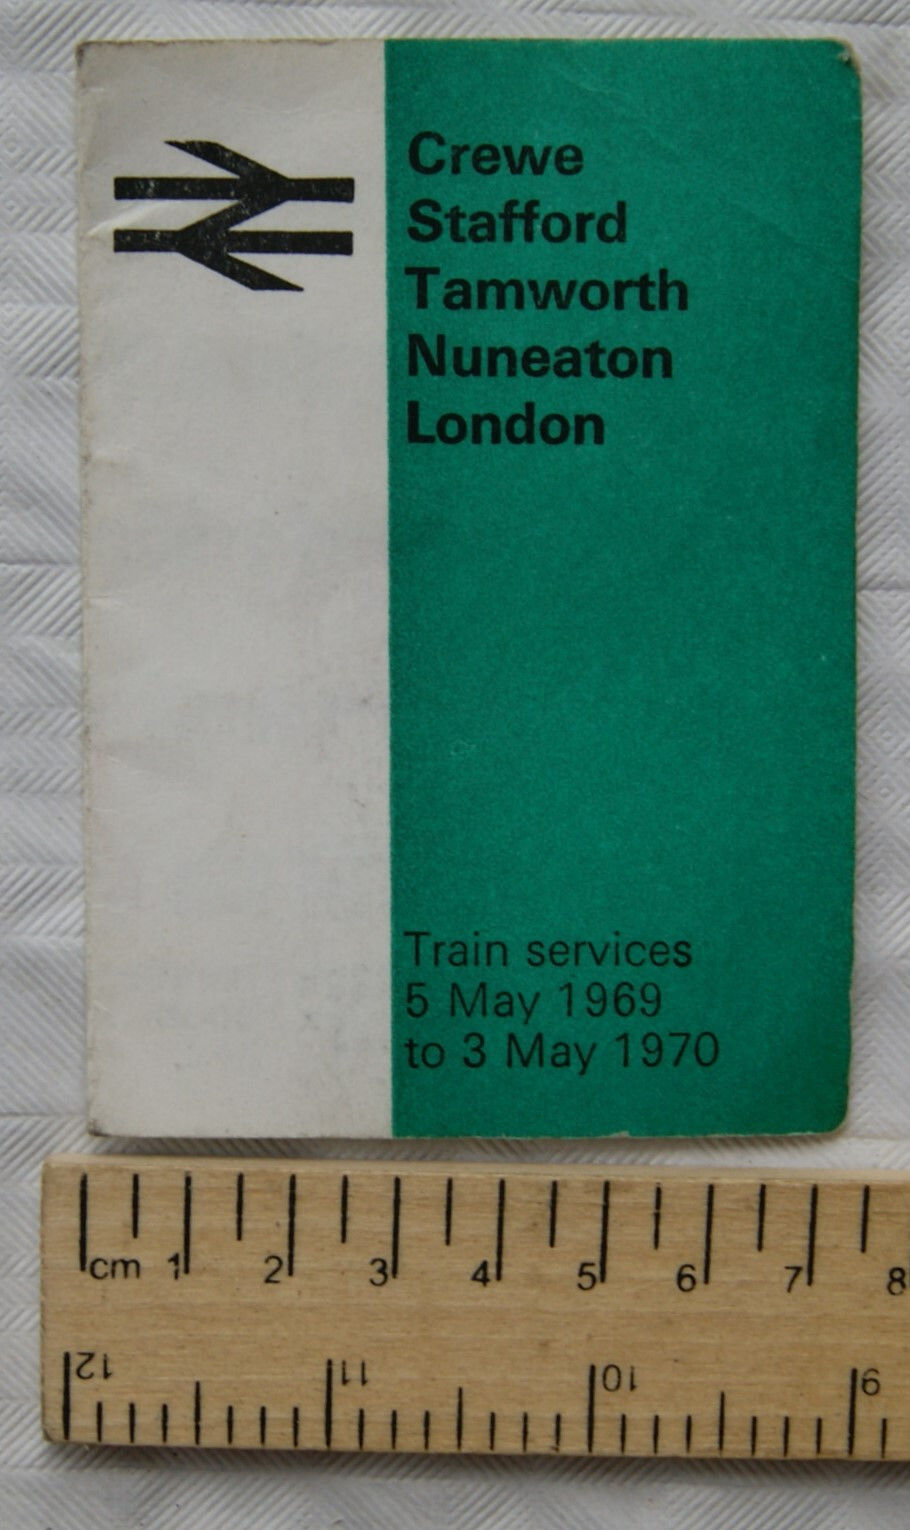 Crewe
Stafford
Tamworth
Nuneaton
London
Train services
5 May 1969
to 3 May 1970
cm 1 2 3 4 5 6 7 8
12 11 10 9